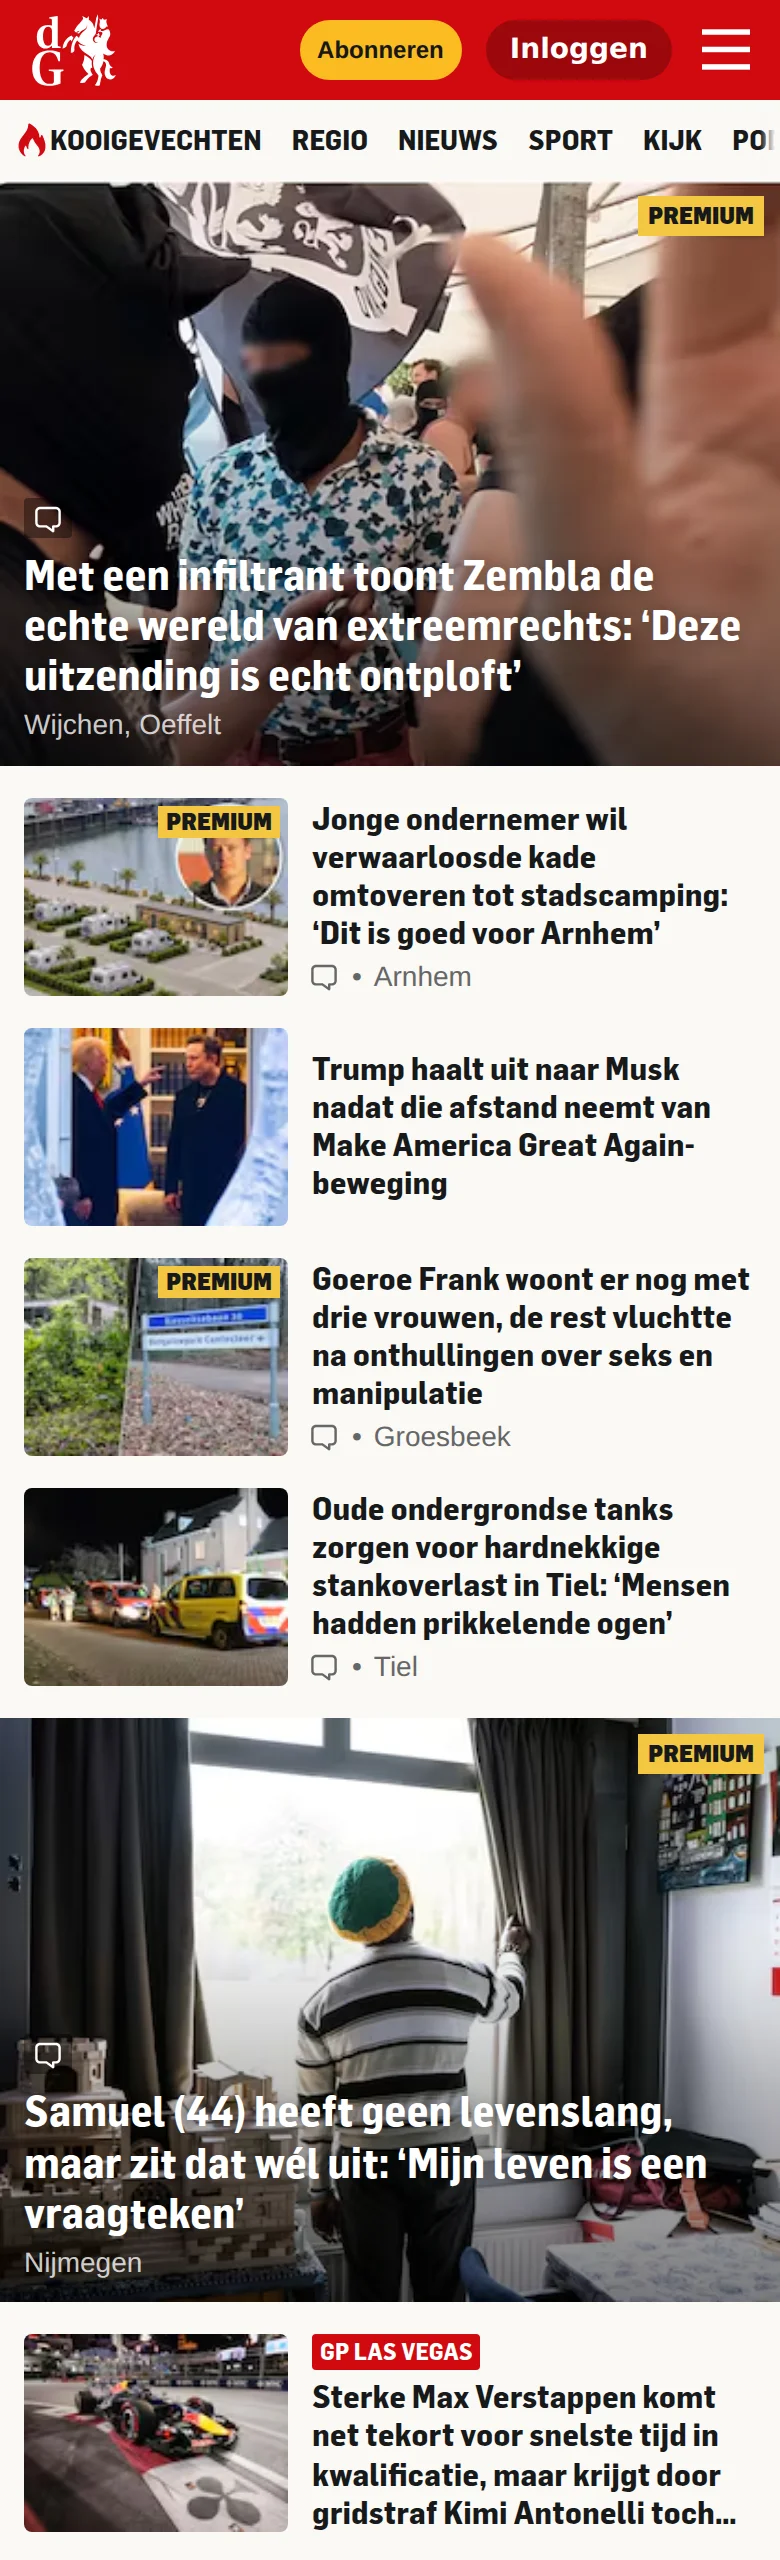 dG
Abonneren
Inloggen
KOOIGEVECHTEN REGIO NIEUWS SPORT KIJK
PREMIUM
Met een infiltrant toont Zembla de
echte wereld van extreemrechts: ‘Deze
uitzending is echt ontploft’
Wijchen, Oeffelt
PREMIUM
Jonge ondernemer wil
verwaarloosde kade
omtoveren tot stadscamping:
‘Dit is goed voor Arnhem’
• Arnhem
Trump haalt uit naar Musk
nadat die afstand neemt van
Make America Great Again-
beweging
PREMIUM
Goeroe Frank woont er nog met
drie vrouwen, de rest vluchtte
na onthullingen over seks en
manipulatie
• Groesbeek
Oude ondergrondse tanks
zorgen voor hardnekkige
stankoverlast in Tiel: ‘Mensen
hadden prikkelende ogen’
• Tiel
PREMIUM
Samuel (44) heeft geen levenslang,
maar zit dat wél uit: ‘Mijn leven is een
vraagteken’
Nijmegen
GP LAS VEGAS
Sterke Max Verstappen komt
net tekort voor snelste tijd in
kwalificatie, maar krijgt door
gridstraf Kimi Antonelli toch...